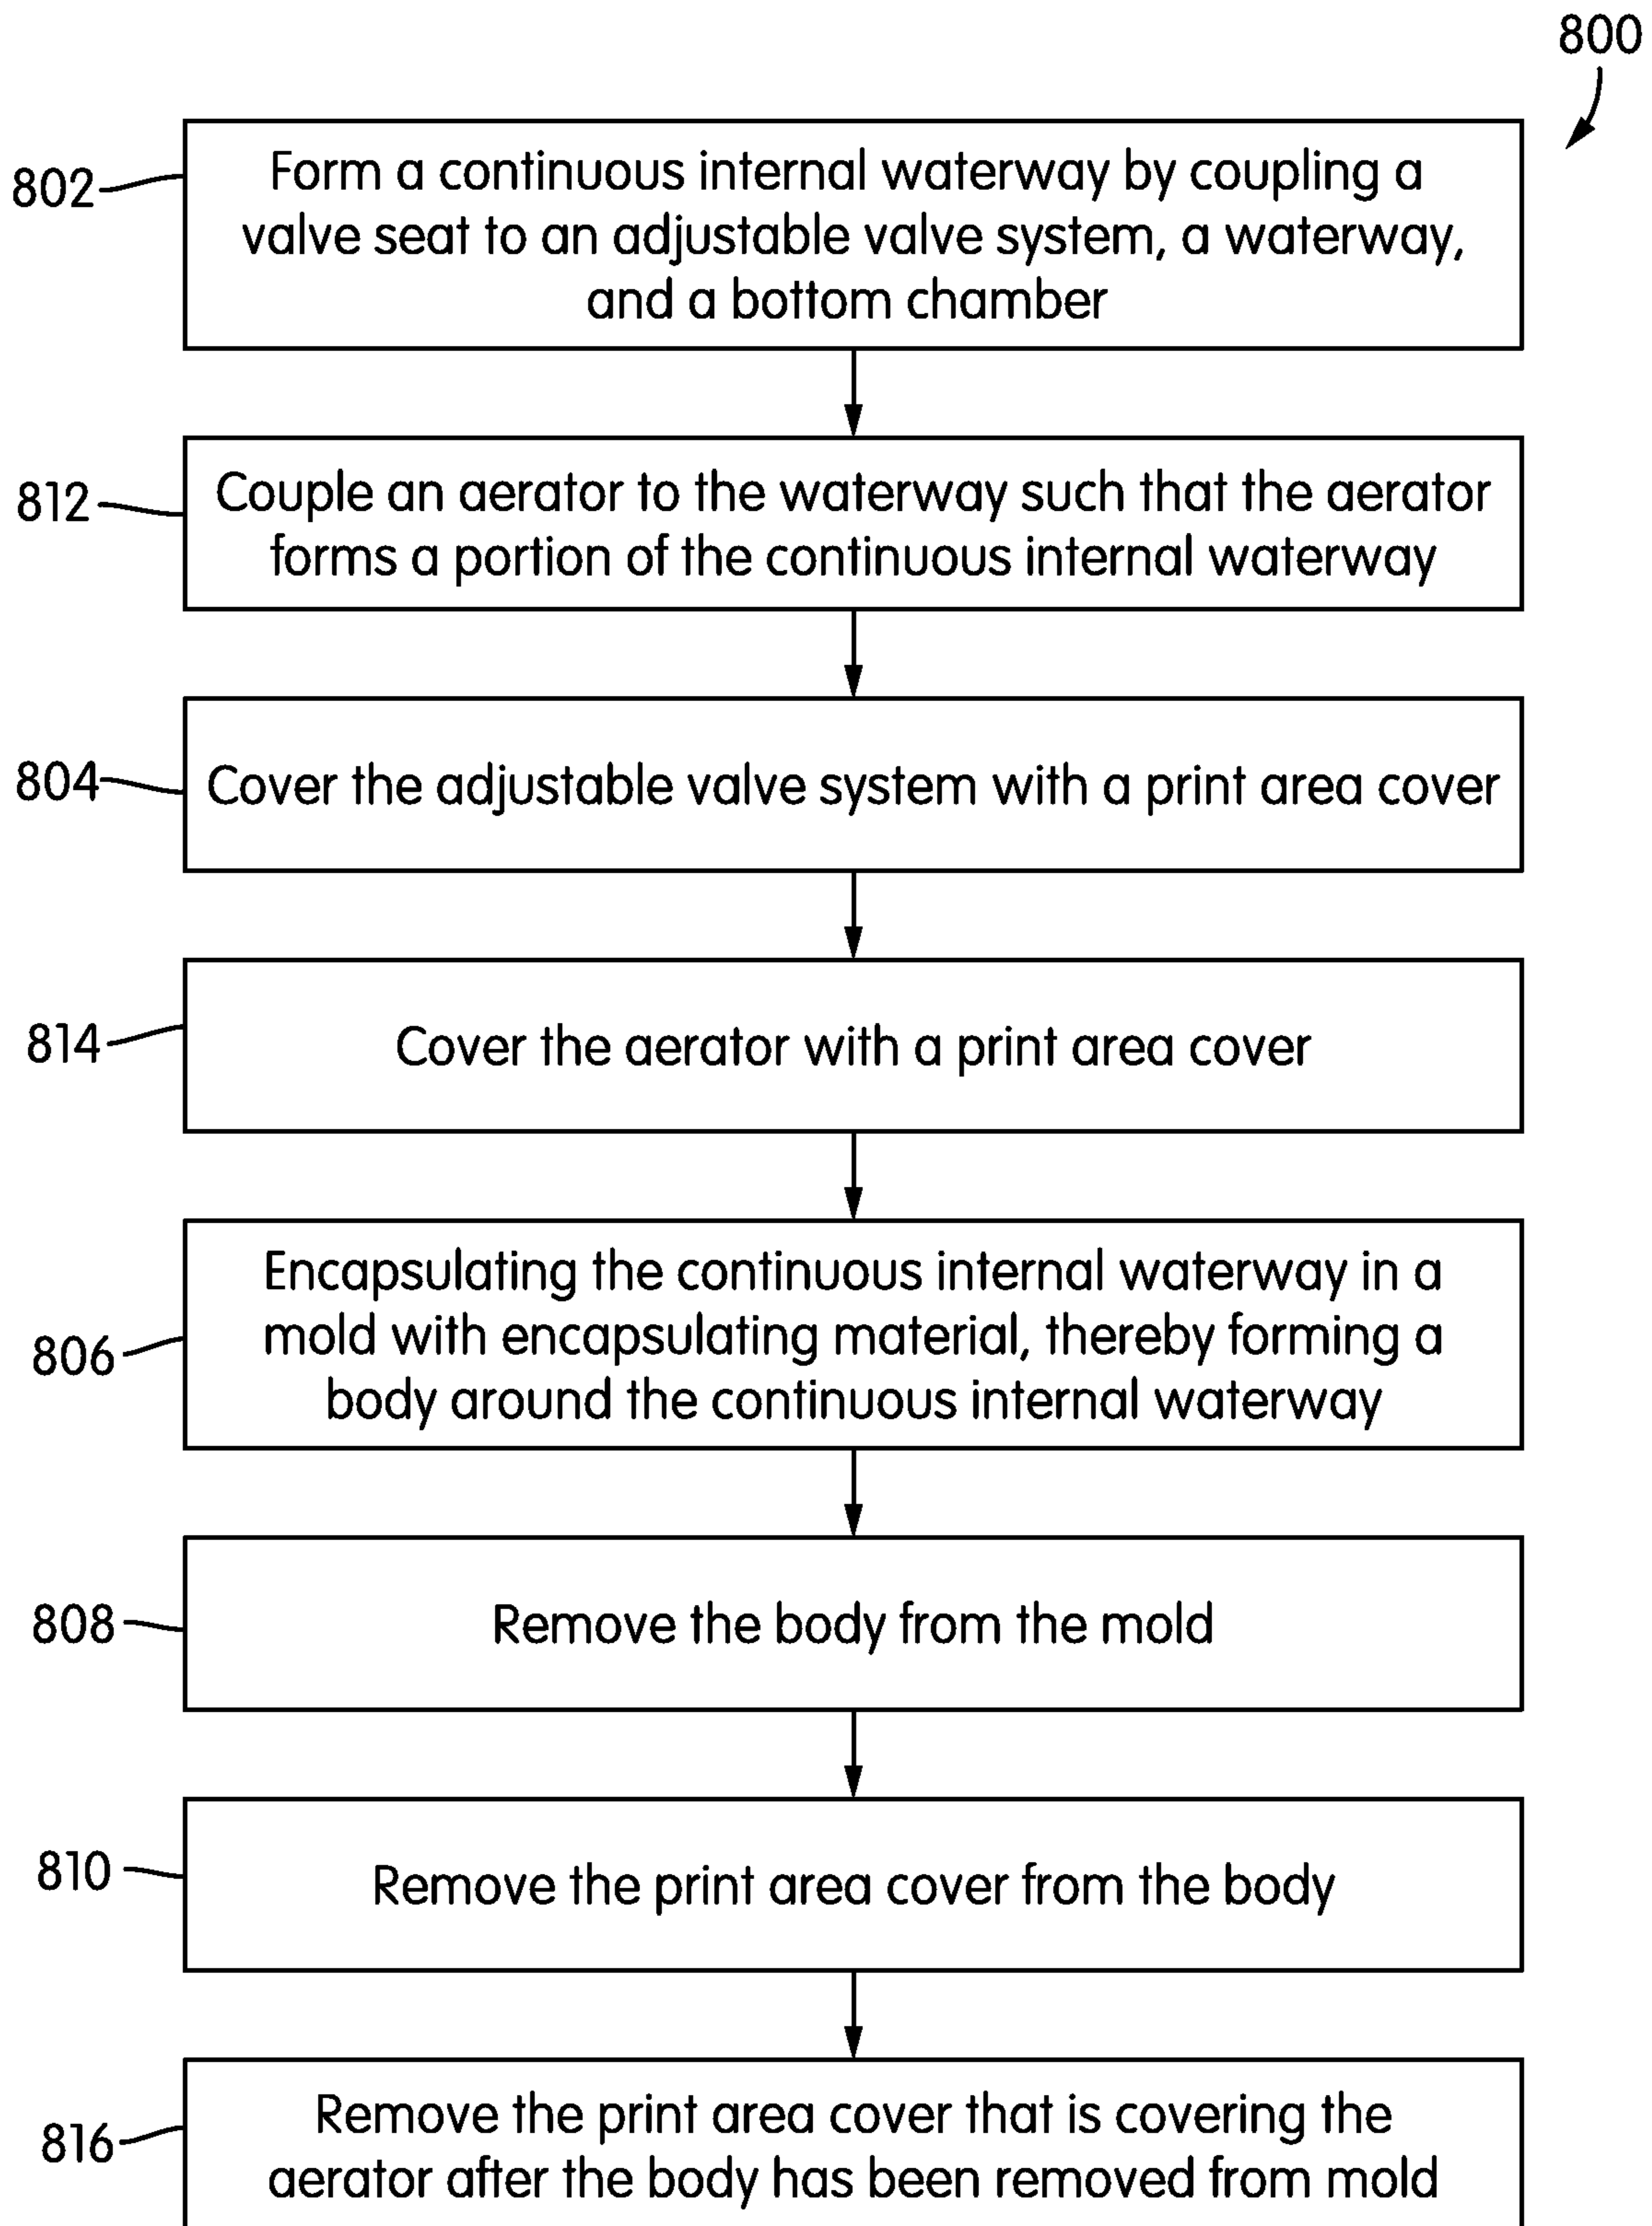 800
802
Form a continuous internal waterway by coupling a
valve seat to an adjustable valve system, a waterway,
and a bottom chamber
812
Couple an aerator to the waterway such that the aerator
forms a portion of the continuous internal waterway
804
Cover the adjustable valve system with a print area cover
814
Cover the aerator with a print area cover
806
Encapsulating the continuous internal waterway in a
mold with encapsulating material, thereby forming a
body around the continuous internal waterway
808
Remove the body from the mold
810
Remove the print area cover from the body
816
Remove the print area cover that is covering the
aerator after the body has been removed from mold